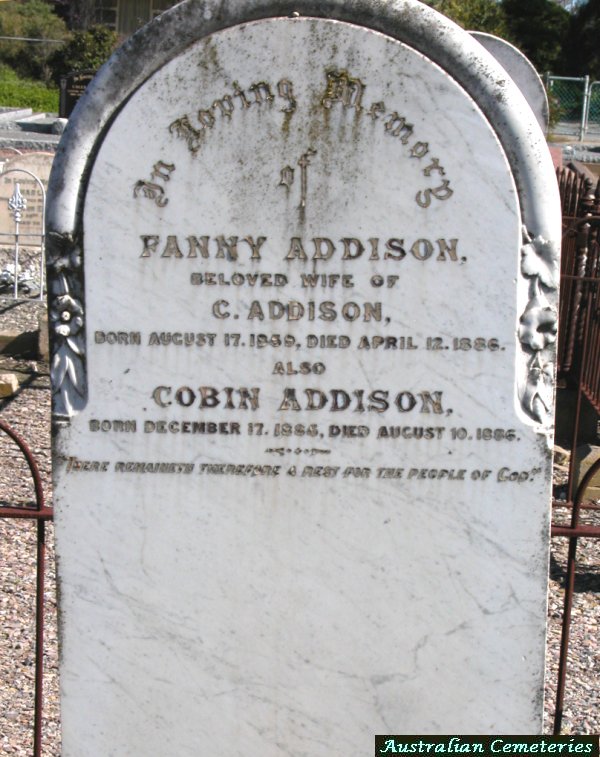 In Loving Memory
of
FANNY ADDISON,
BELOVED WIFE OF
C. ADDISON,
BORN AUGUST 17. 1859, DIED APRIL 12. 1886.
ALSO
COBIN ADDISON,
BORN DECEMBER 17. 1885, DIED AUGUST 10. 1886.
"THERE REMAINETH THEREFORE A REST FOR THE PEOPLE OF GOD."
Australian Cemeteries